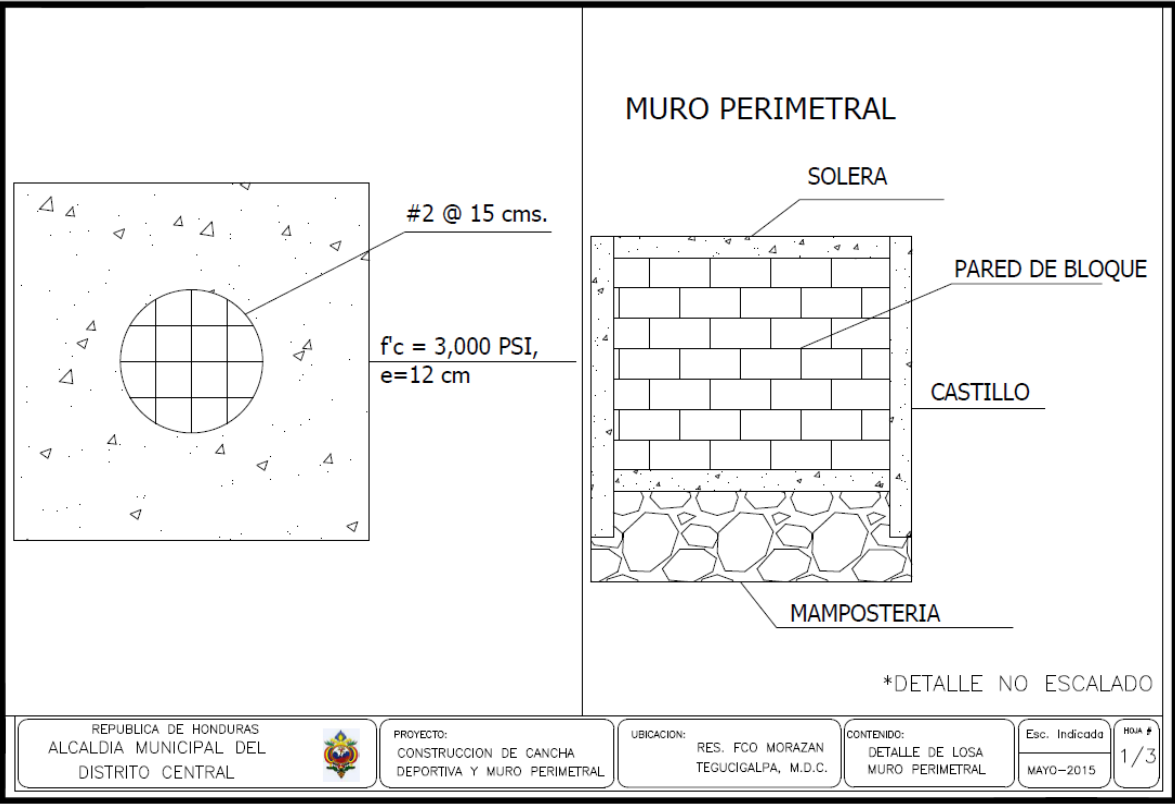 MURO PERIMETRAL
SOLERA
#2 @ 15 cms.
PARED DE BLOQUE
f'c = 3,000 PSI,
e=12 cm
CASTILLO
MAMPOSTERIA
*DETALLE NO ESCALADO
REPUBLICA DE HONDURAS
ALCALDIA MUNICIPAL DEL
DISTRITO CENTRAL
PROYECTO:
CONSTRUCCION DE CANCHA
DEPORTIVA Y MURO PERIMETRAL
UBICACION:
RES. FCO MORAZAN
TEGUCIGALPA, M.D.C.
CONTENIDO:
DETALLE DE LOSA
MURO PERIMETRAL
Esc. Indicada
MAYO-2015
HOJA #
1/3